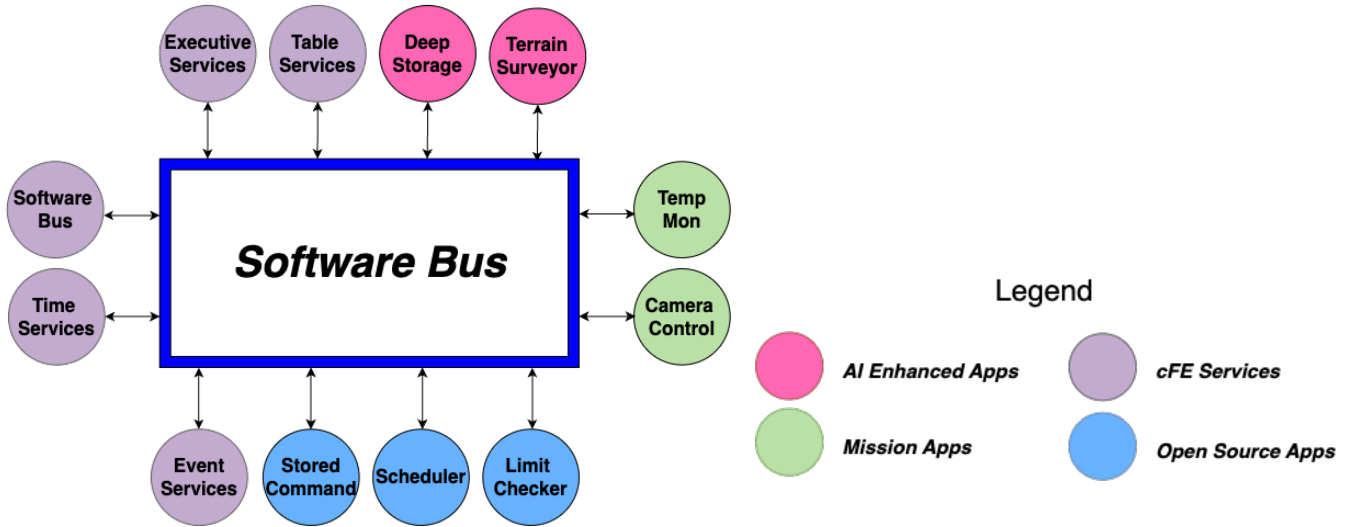 Executive
Services
Table
Services
Deep
Storage
Terrain
Surveyor
Software
Bus
Time
Services
Software Bus
Temp
Mon
Camera
Control
Event
Services
Stored
Command
Scheduler
Limit
Checker
Legend
AI Enhanced Apps
cFE Services
Mission Apps
Open Source Apps